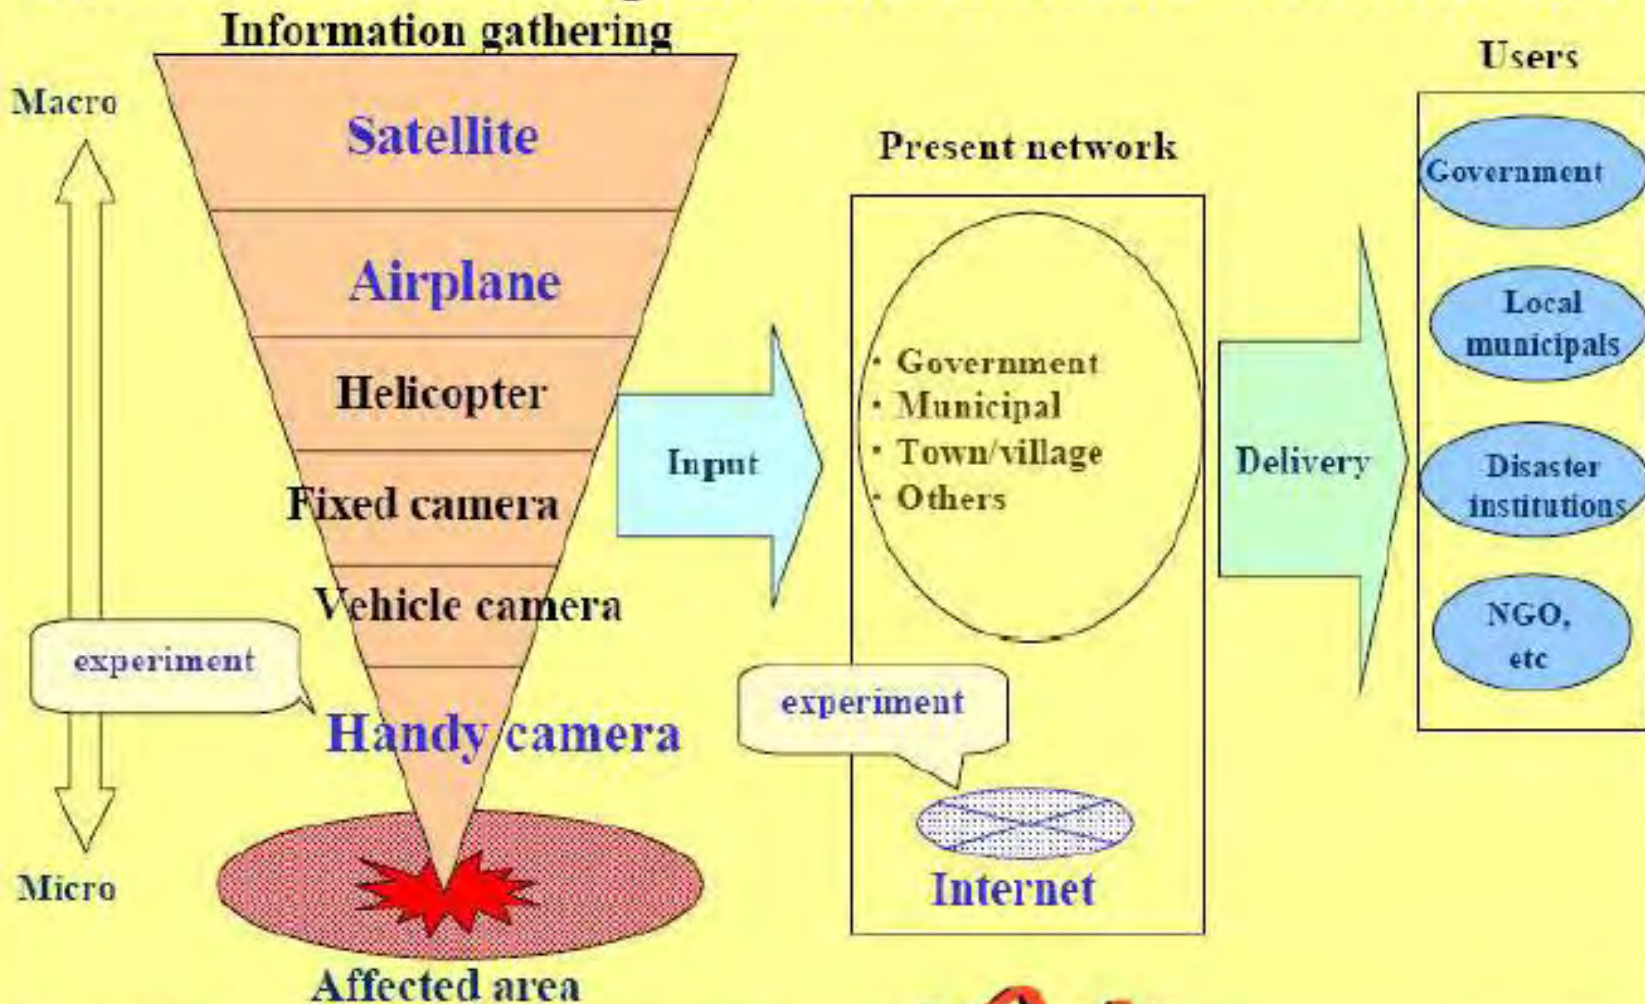 Information gathering
Macro
Satellite
Airplane
Helicopter
Fixed camera
Vehicle camera
experiment
Handy camera
Micro
Affected area
Input
Present network
· Government
· Municipal
· Town/village
· Others
experiment
Internet
Delivery
Users
Government
Local
municipals
Disaster
institutions
NGO,
etc